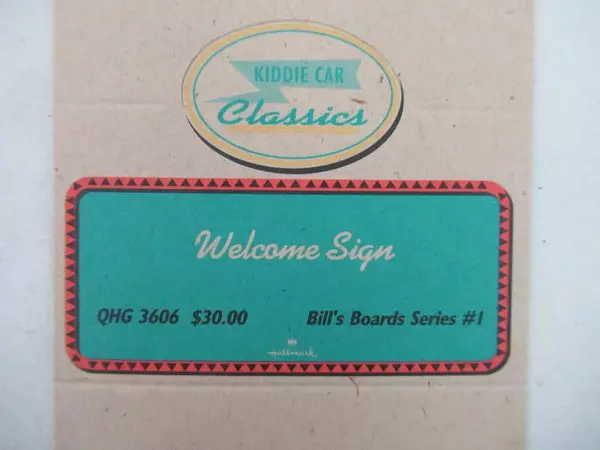 KIDDIE CAR
Classics
Welcome Sign
QHG 3606 $30.00 Bill's Boards Series #1
Hallmark